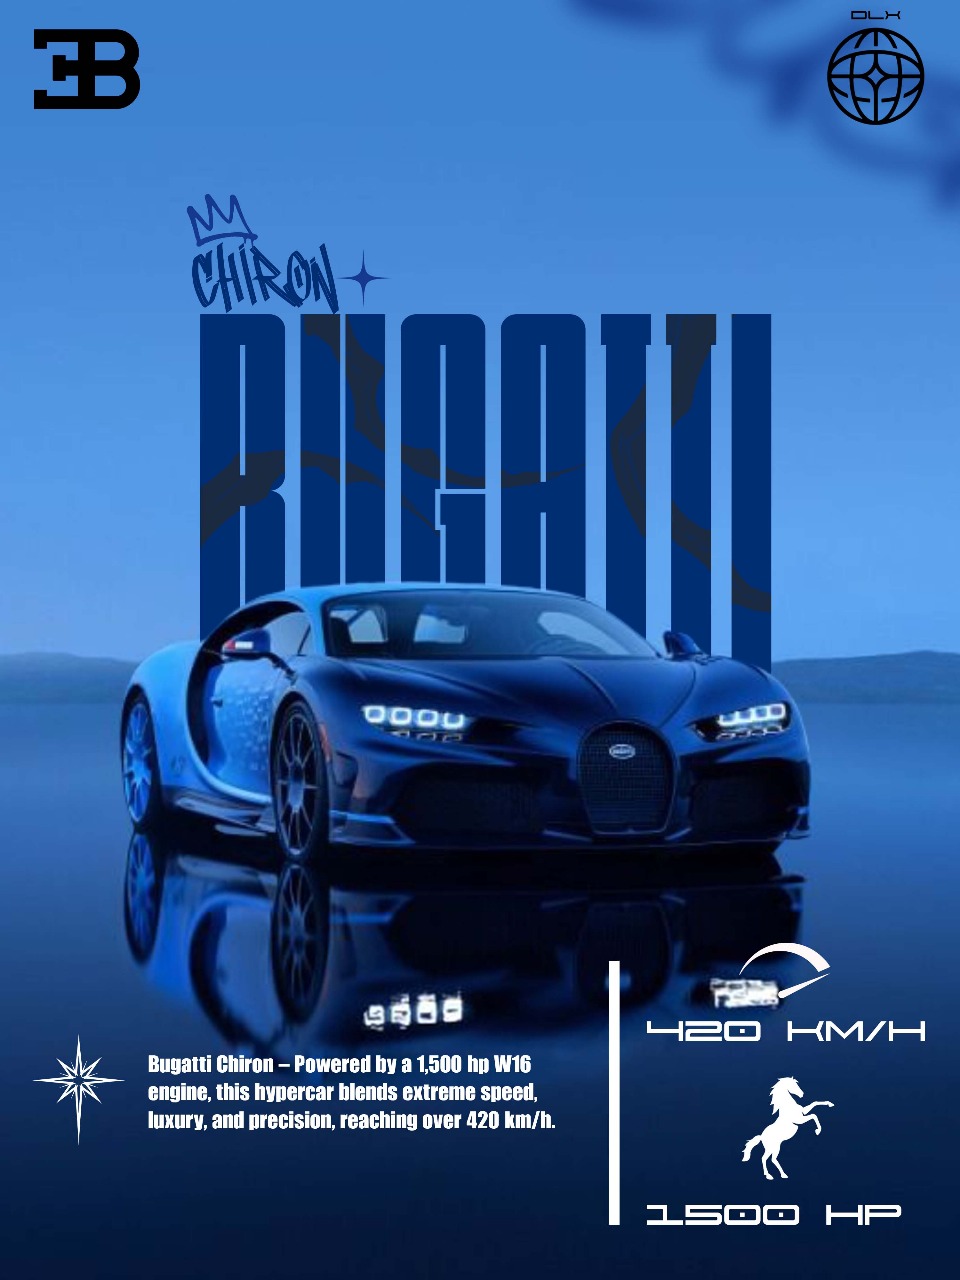 EB
DLX
CHIRON
BUGATTI
420 KM/H
Bugatti Chiron – Powered by a 1,500 hp W16
engine, this hypercar blends extreme speed,
luxury, and precision, reaching over 420 km/h.
1500 HP